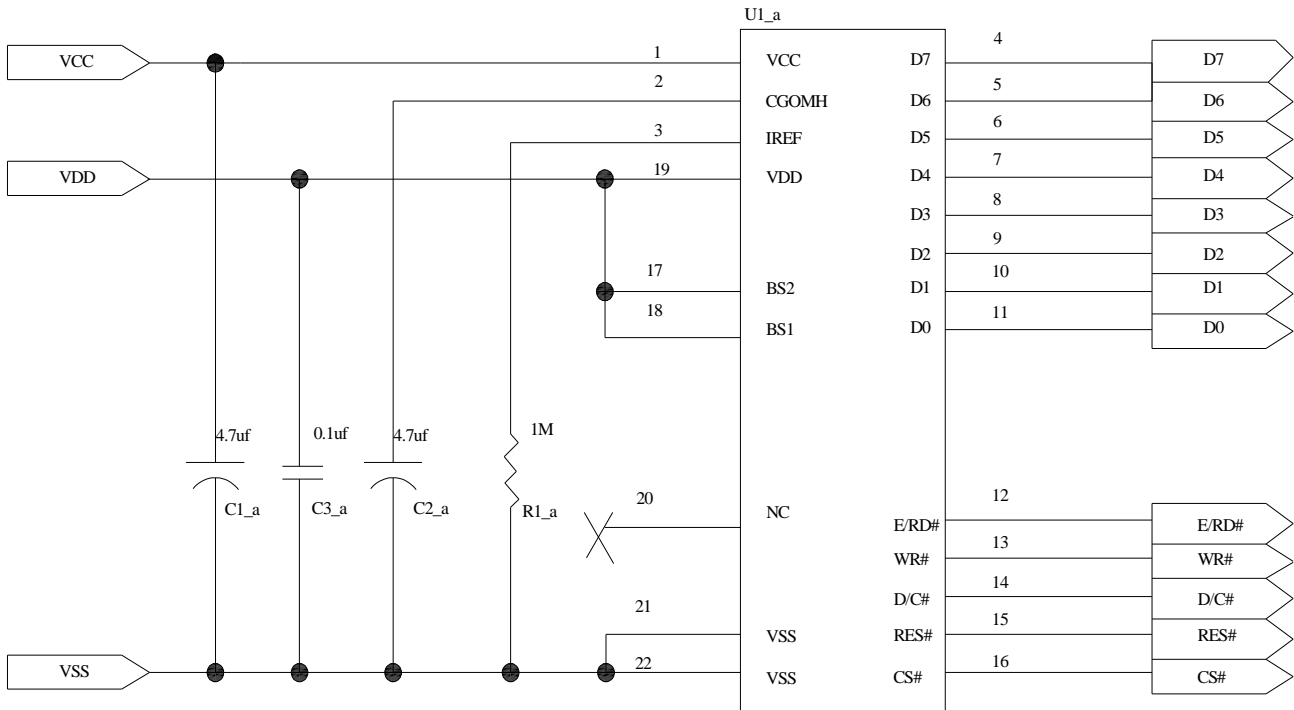 U1_a
VCC 1 VCC D7 4 D7
2 CGOMH D6 5 D6
3 IREF D5 6 D5
VDD 19 VDD D4 7 D4
D3 8 D3
D2 9 D2
17 BS2 D1 10 D1
18 BS1 D0 11 D0
4.7uf 0.1uf 4.7uf 1M
C1_a C3_a C2_a R1_a
20 NC E/RD# 12 E/RD#
WR# 13 WR#
D/C# 14 D/C#
21 VSS RES# 15 RES#
VSS 22 VSS CS# 16 CS#